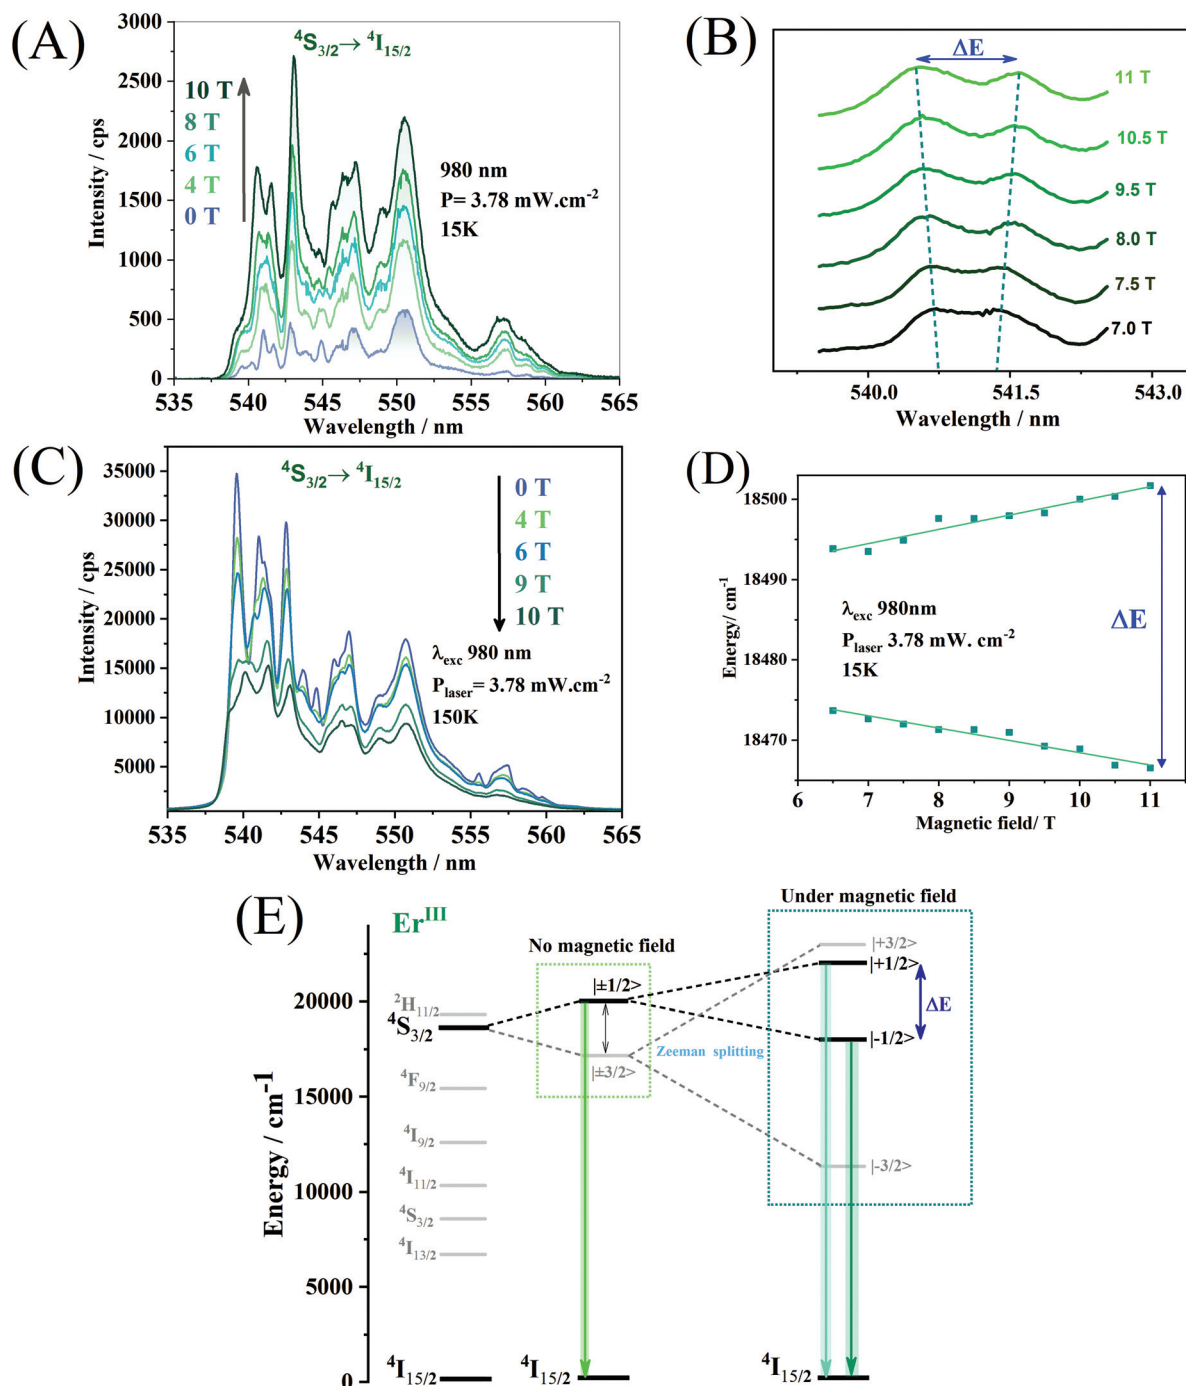 (A)
⁴S₃/₂→ ⁴I₁₅/₂
10 T
8 T
6 T
4 T
0 T
980 nm
P= 3.78 mW.cm⁻²
15K
3000
2500
2000
1500
1000
500
0
Intensity / cps
535 540 545 550 555 560 565
Wavelength / nm
(B)
ΔE
11 T
10.5 T
9.5 T
8.0 T
7.5 T
7.0 T
540.0 541.5 543.0
Wavelength / nm
(C)
⁴S₃/₂→ ⁴I₁₅/₂
0 T
4 T
6 T
9 T
10 T
λexc 980 nm
Plaser= 3.78 mW.cm⁻²
150K
35000
30000
25000
20000
15000
10000
5000
Intensity / cps
535 540 545 550 555 560 565
Wavelength / nm
(D)
18500
18490
18480
18470
Energy/ cm⁻¹
λexc 980nm
Plaser 3.78 mW. cm⁻²
15K
ΔE
6 7 8 9 10 11
Magnetic field/ T
(E)
Erᴵᴵᴵ
No magnetic field
Under magnetic field
20000
15000
10000
5000
0
Energy / cm⁻¹
²H₁₁/₂
⁴S₃/₂
⁴F₉/₂
⁴I₉/₂
⁴I₁₁/₂
⁴S₃/₂
⁴I₁₃/₂
⁴I₁₅/₂
|±1/2>
|±3/2>
⁴I₁₅/₂
Zeeman splitting
|+3/2>
|+1/2>
ΔE
|-1/2>
|-3/2>
⁴I₁₅/₂